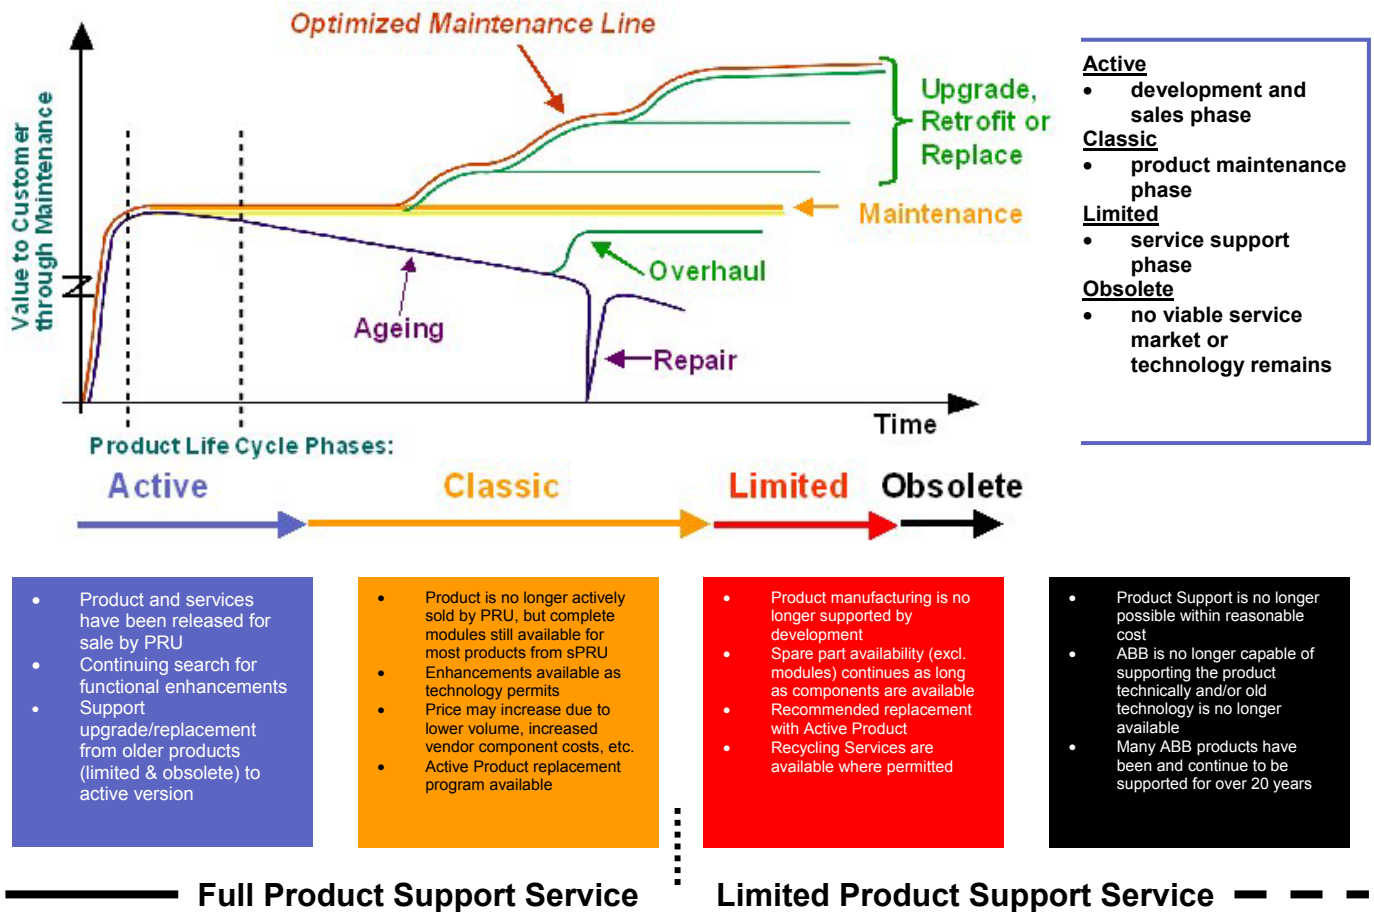 Optimized Maintenance Line
Value to Customer
through Maintenance
Upgrade,
Retrofit or
Replace
Maintenance
Overhaul
Ageing
Repair
Time
Active
• development and
sales phase
Classic
• product maintenance
phase
Limited
• service support
phase
Obsolete
• no viable service
market or
technology remains
Product Life Cycle Phases:
Active
Classic
Limited
Obsolete
• Product and services
have been released for
sale by PRU
• Continuing search for
functional enhancements
• Support
upgrade/replacement
from older products
(limited & obsolete) to
active version
• Product is no longer actively
sold by PRU, but complete
modules still available for
most products from sPRU
• Enhancements available as
technology permits
• Price may increase due to
lower volume, increased
vendor component costs, etc.
• Active Product replacement
program available
• Product manufacturing is no
longer supported by
development
• Spare part availability (excl.
modules) continues as long
as components are available
• Recommended replacement
with Active Product
• Recycling Services are
available where permitted
• Product Support is no longer
possible within reasonable
cost
• ABB is no longer capable of
supporting the product
technically and/or old
technology is no longer
available
• Many ABB products have
been and continue to be
supported for over 20 years
Full Product Support Service
Limited Product Support Service